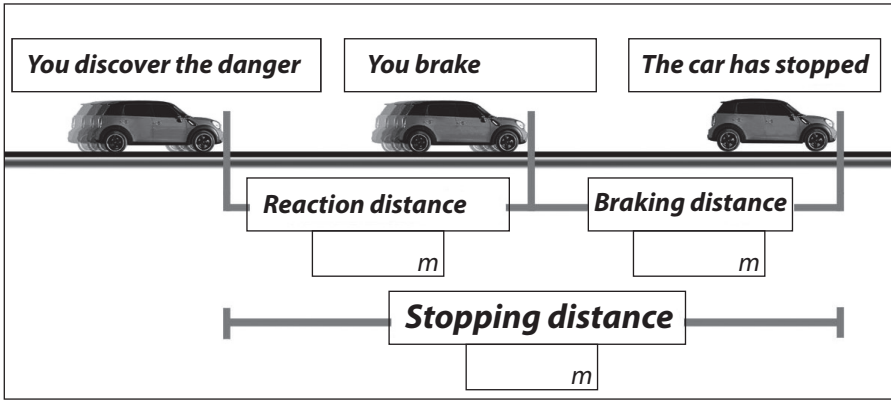 You discover the danger
You brake
The car has stopped
Reaction distance
Braking distance
m
m
Stopping distance
m